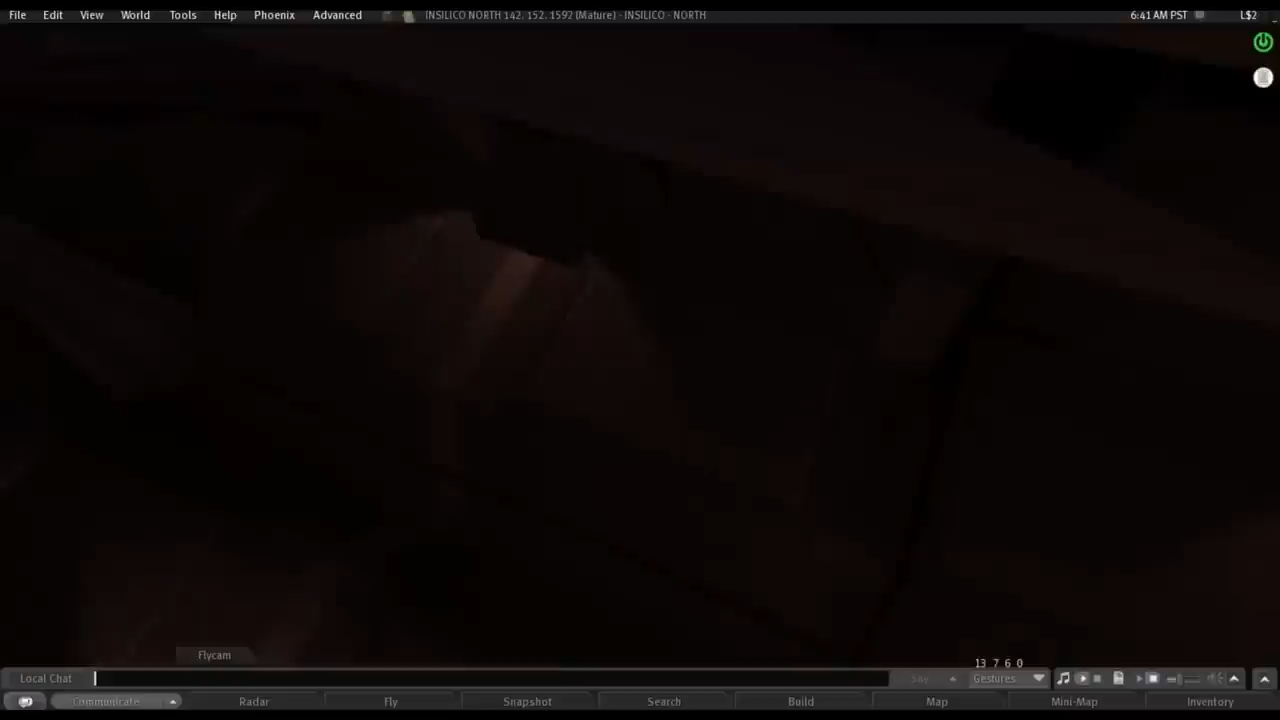 File Edit View World Tools Help Phoenix Advanced INSILICO NORTH 142, 152, 1592 (Mature) - INSILICO - NORTH 6:41 AM PST L$2
Flycam
13 7 6 0
Local Chat Say Gestures
Communicate Radar Fly Snapshot Search Build Map Mini-Map Inventory